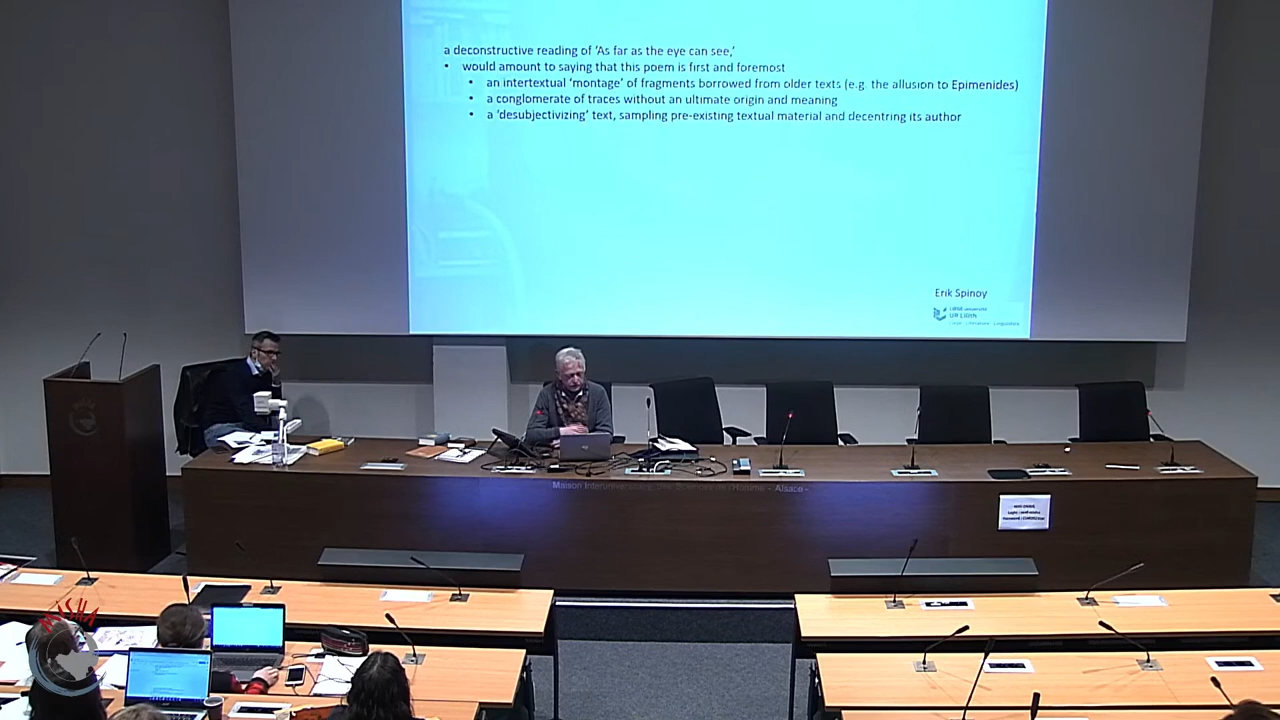 a deconstructive reading of 'As far as the eye can see,'
• would amount to saying that this poem is first and foremost
• an intertextual 'montage' of fragments borrowed from older texts (e.g. the allusion to Epimenides)
• a conglomerate of traces without an ultimate origin and meaning
• a 'desubjectivizing' text, sampling pre-existing textual material and decentring its author
Erik Spinoy
Maison Interuniversitaire des Sciences de l'Homme – Alsace –
MISHA